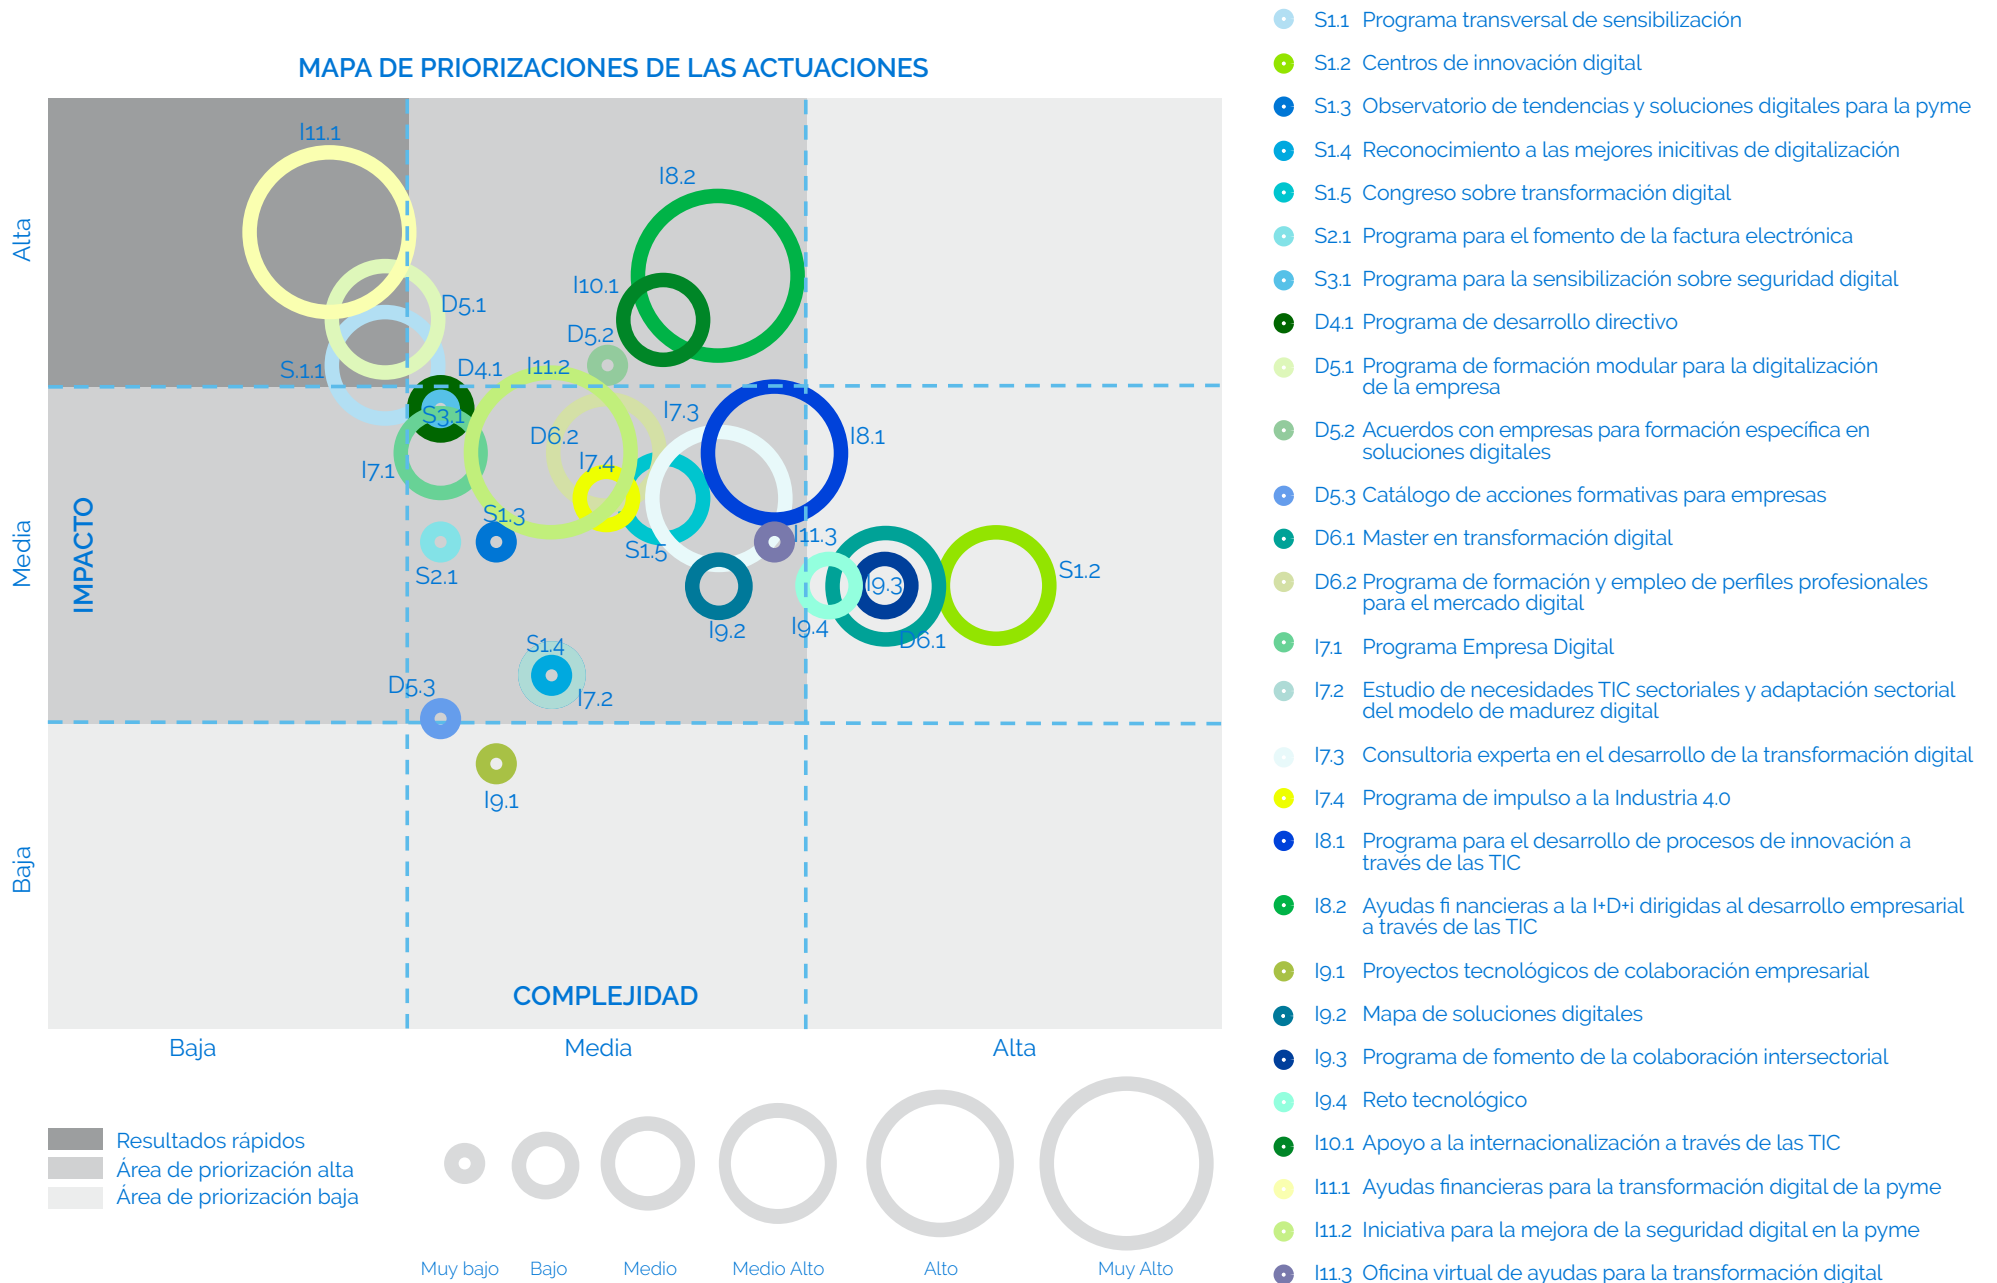 MAPA DE PRIORIZACIONES DE LAS ACTUACIONES
I11.1
I8.2
I10.1
D5.1
D5.2
S.1.1
D4.1
I11.2
S3.1
I7.3
D6.2
I8.1
I7.4
I7.1
S1.3
I11.3
S1.5
S2.1
S1.2
I9.3
I9.4
I9.2
D6.1
S1.4
D5.3
I7.2
I9.1
Alta
Media
Baja
IMPACTO
COMPLEJIDAD
Baja
Media
Alta
Resultados rápidos
Área de priorización alta
Área de priorización baja
Muy bajo
Bajo
Medio
Medio Alto
Alto
Muy Alto
S1.1 Programa transversal de sensibilización
S1.2 Centros de innovación digital
S1.3 Observatorio de tendencias y soluciones digitales para la pyme
S1.4 Reconocimiento a las mejores inicitivas de digitalización
S1.5 Congreso sobre transformación digital
S2.1 Programa para el fomento de la factura electrónica
S3.1 Programa para la sensibilización sobre seguridad digital
D4.1 Programa de desarrollo directivo
D5.1 Programa de formación modular para la digitalización
de la empresa
D5.2 Acuerdos con empresas para formación específica en
soluciones digitales
D5.3 Catálogo de acciones formativas para empresas
D6.1 Master en transformación digital
D6.2 Programa de formación y empleo de perfiles profesionales
para el mercado digital
I7.1 Programa Empresa Digital
I7.2 Estudio de necesidades TIC sectoriales y adaptación sectorial
del modelo de madurez digital
I7.3 Consultoria experta en el desarrollo de la transformación digital
I7.4 Programa de impulso a la Industria 4.0
I8.1 Programa para el desarrollo de procesos de innovación a
través de las TIC
I8.2 Ayudas fi nancieras a la I+D+i dirigidas al desarrollo empresarial
a través de las TIC
I9.1 Proyectos tecnológicos de colaboración empresarial
I9.2 Mapa de soluciones digitales
I9.3 Programa de fomento de la colaboración intersectorial
I9.4 Reto tecnológico
I10.1 Apoyo a la internacionalización a través de las TIC
I11.1 Ayudas financieras para la transformación digital de la pyme
I11.2 Iniciativa para la mejora de la seguridad digital en la pyme
I11.3 Oficina virtual de ayudas para la transformación digital